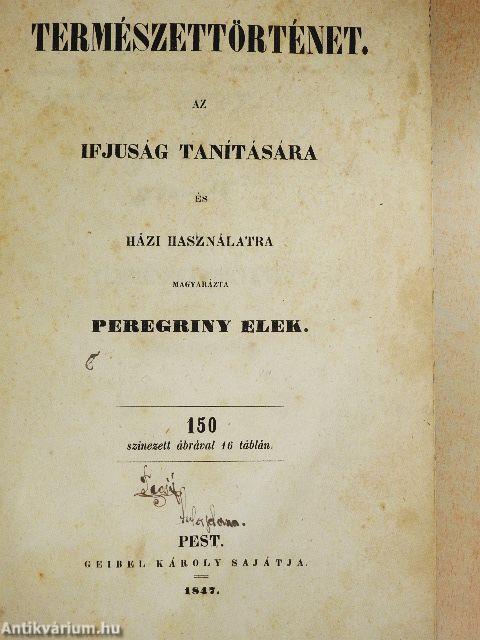 TERMÉSZETTÖRTÉNET.
AZ
IFJUSÁG TANÍTÁSÁRA
ÉS
HÁZI HASZNÁLATRA
MAGYARÁZTA
PEREGRINY ELEK.
150
szinezett ábrával 16 táblán.
PEST.
GEIBEL KÁROLY SAJÁTJA.
1847.
Antikvárium.hu